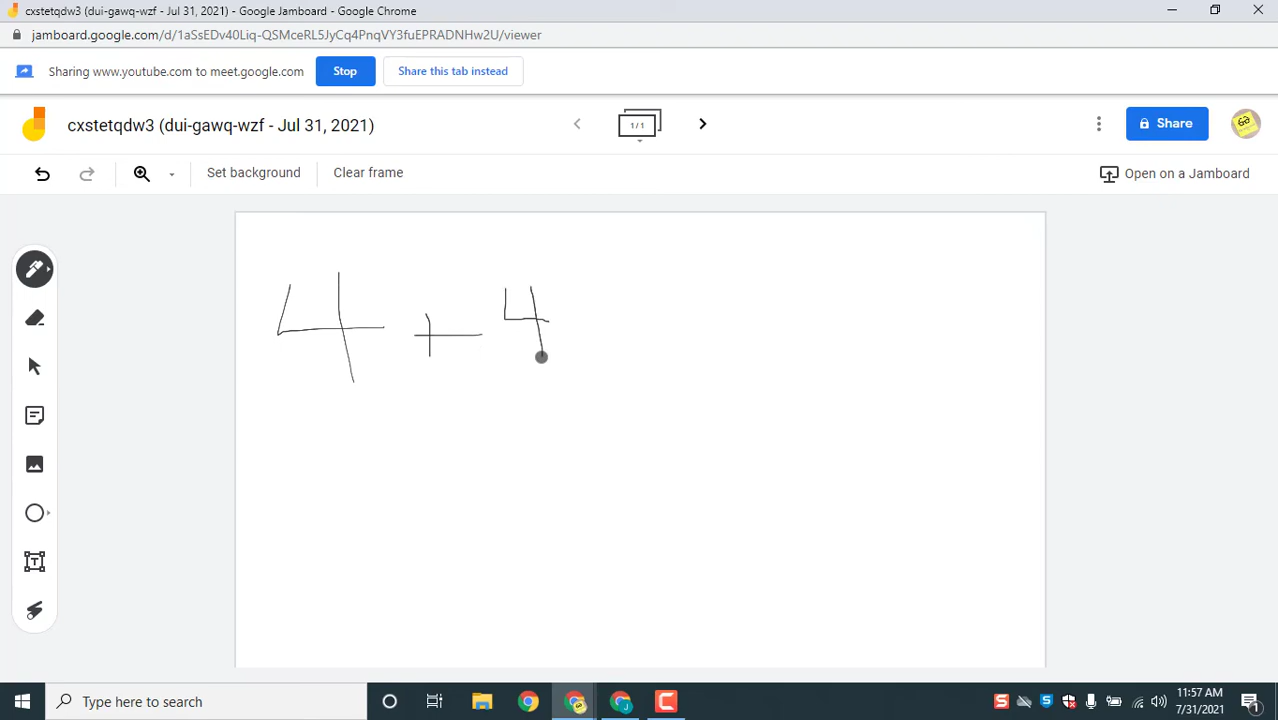 cxstetqdw3 (dui-gawq-wzf - Jul 31, 2021) - Google Jamboard - Google Chrome
jamboard.google.com/d/1aSsEDv40Liq-QSMceRL5JyCq4PnqVY3fuEPRADNHw2U/viewer
Sharing www.youtube.com to meet.google.com Stop Share this tab instead
cxstetqdw3 (dui-gawq-wzf - Jul 31, 2021) 1/1 Share
Set background Clear frame Open on a Jamboard
4 + 4
T
Type here to search
11:57 AM
7/31/2021